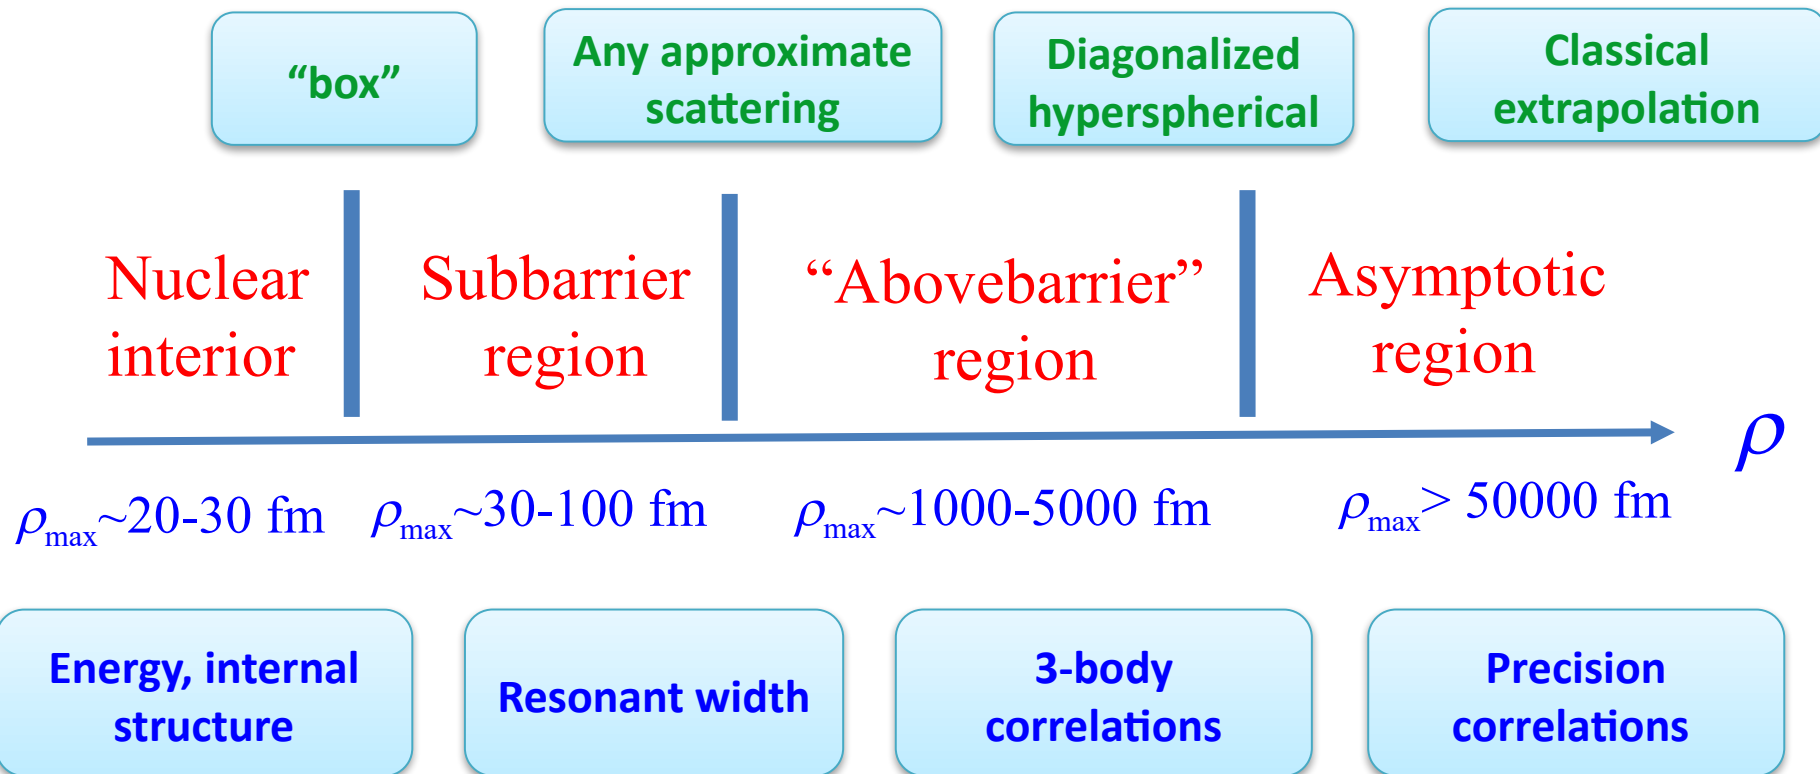 “box”
Any approximate
scattering
Diagonalized
hyperspherical
Classical
extrapolation
Nuclear
interior
Subbarrier
region
“Abovebarrier”
region
Asymptotic
region
ρ
ρmax~20-30 fm
ρmax~30-100 fm
ρmax~1000-5000 fm
ρmax> 50000 fm
Energy, internal
structure
Resonant width
3-body
correlations
Precision
correlations